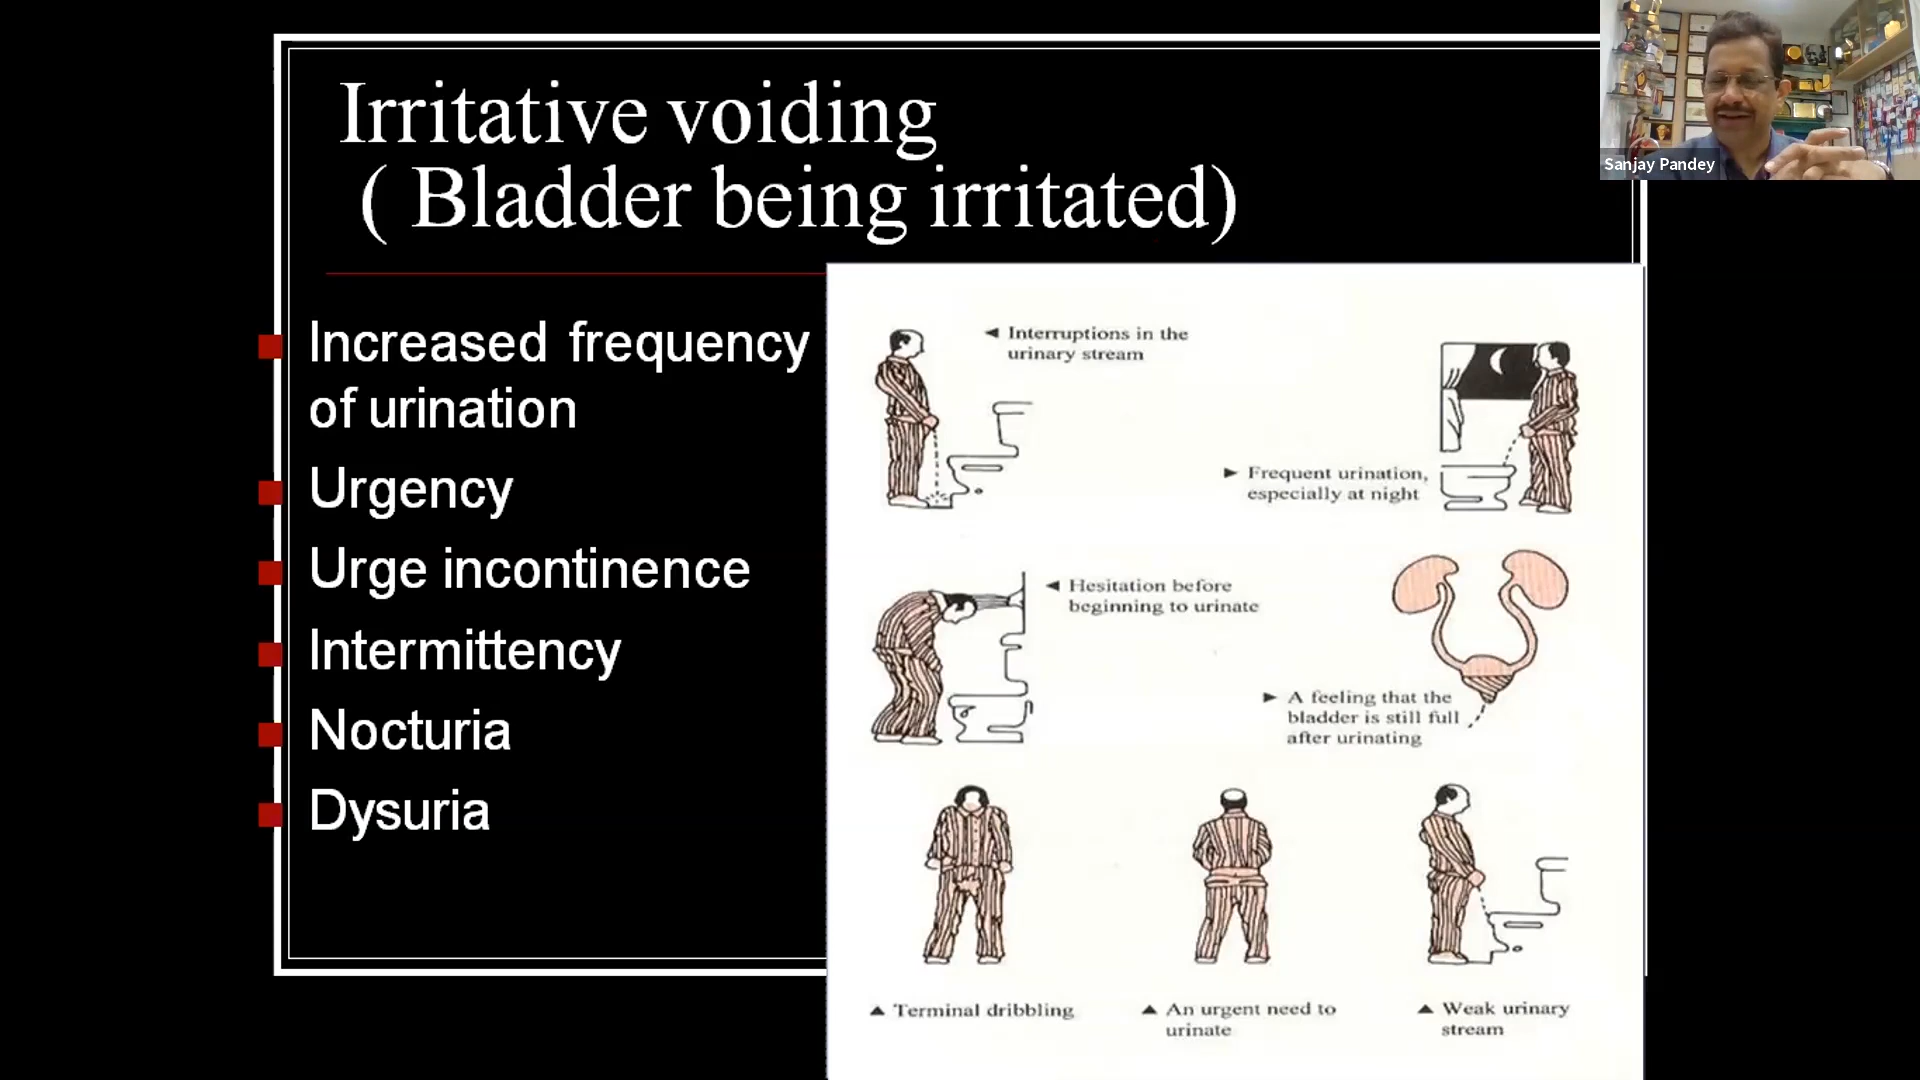 Irritative voiding
( Bladder being irritated)
Sanjay Pandey
Increased frequency
of urination
Urgency
Urge incontinence
Intermittency
Nocturia
Dysuria
Interruptions in the
urinary stream
Frequent urination,
especially at night
Hesitation before
beginning to urinate
A feeling that the
bladder is still full
after urinating
Terminal dribbling
An urgent need to
urinate
Weak urinary
stream